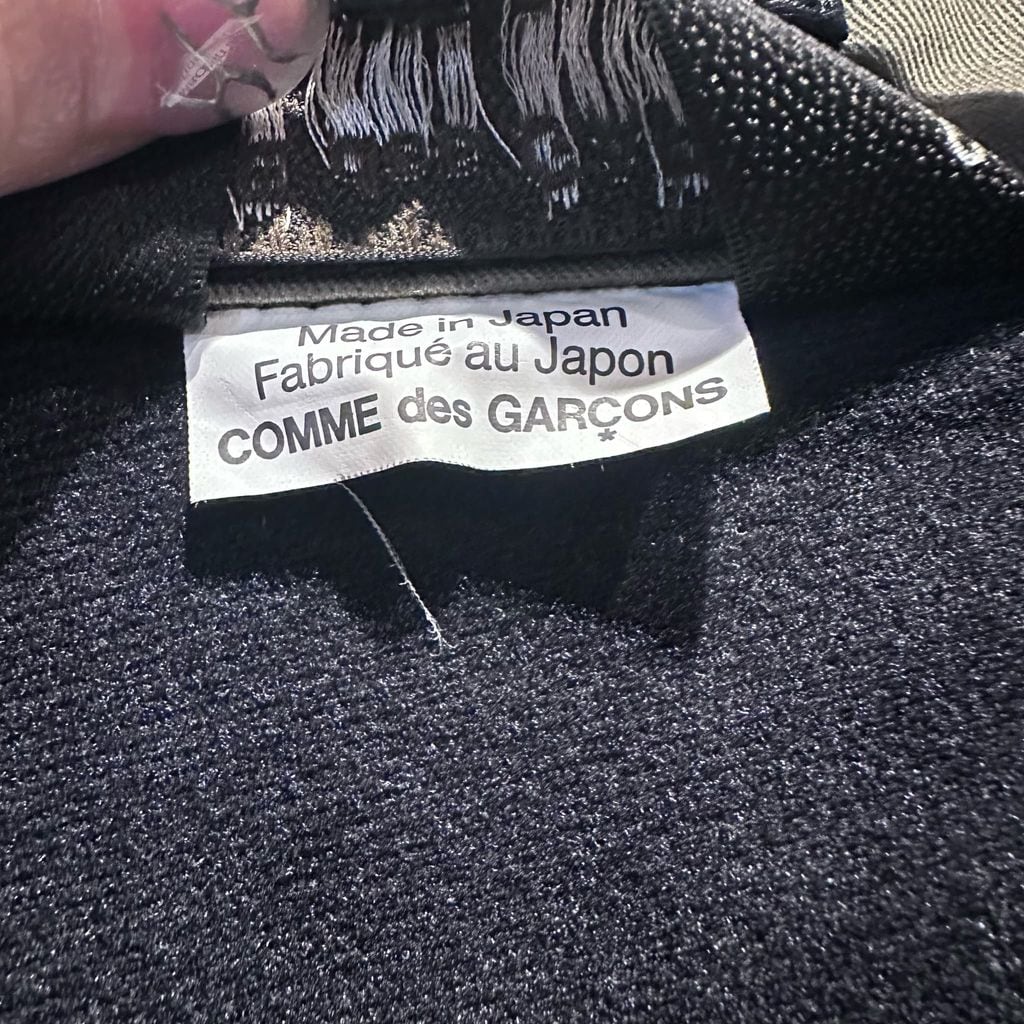 Made in Japan
Fabriqué au Japon
COMME des GARÇONS
*